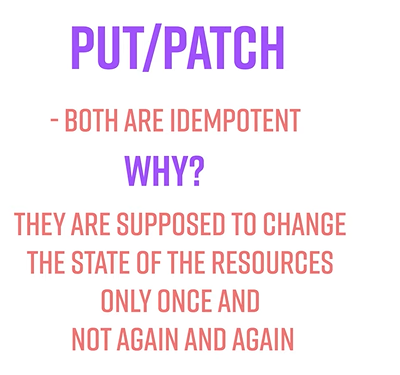 PUT/PATCH
- BOTH ARE IDEMPOTENT
WHY?
THEY ARE SUPPOSED TO CHANGE
THE STATE OF THE RESOURCES
ONLY ONCE AND
NOT AGAIN AND AGAIN